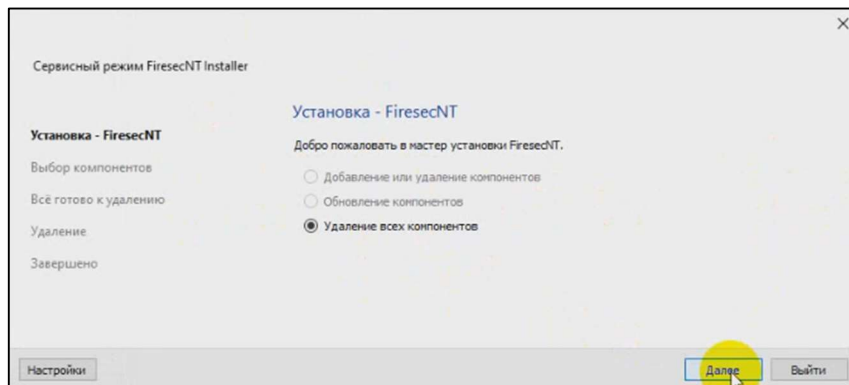 Сервисный режим FiresecNT Installer
Установка - FiresecNT
Выбор компонентов
Всё готово к удалению
Удаление
Завершено
Установка - FiresecNT
Добро пожаловать в мастер установки FiresecNT.
Добавление или удаление компонентов
Обновление компонентов
Удаление всех компонентов
Настройки
Далее
Выйти